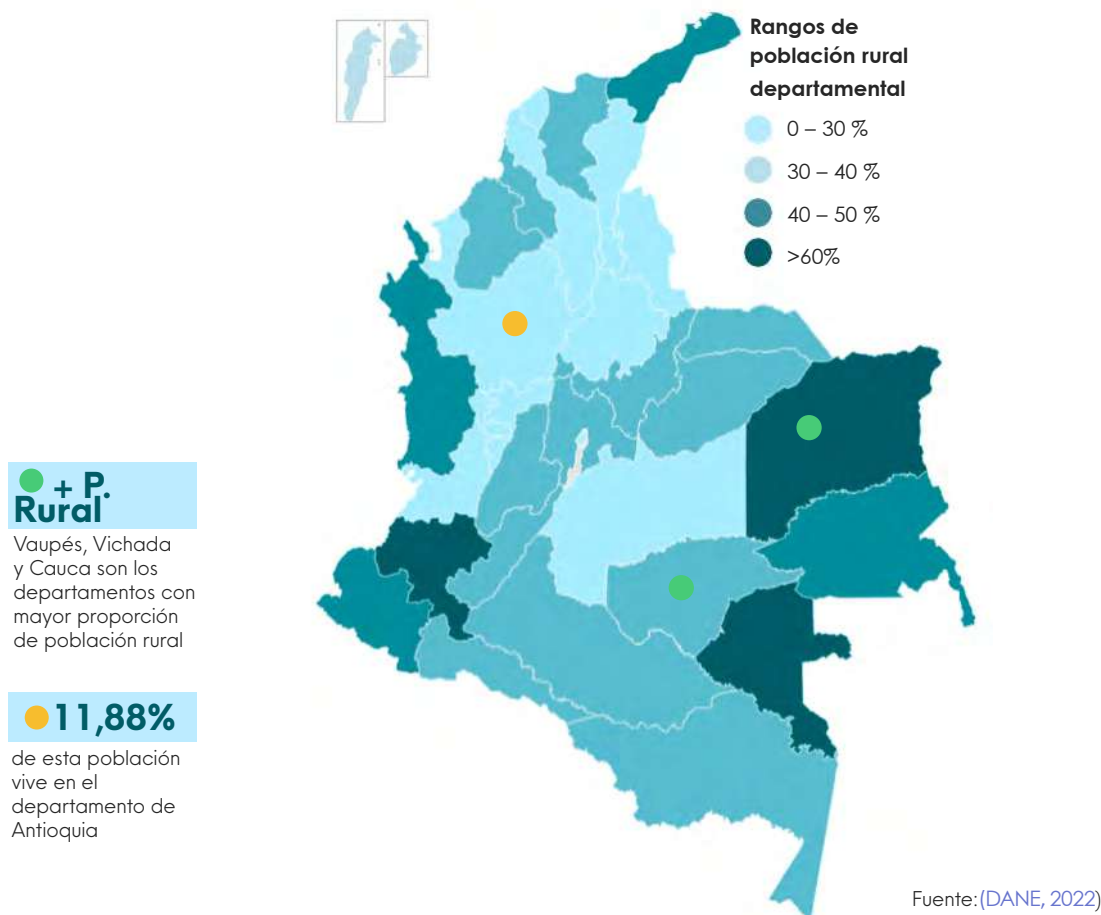 Rangos de
población rural
departamental
0 – 30 %
30 – 40 %
40 – 50 %
>60%
+ P.
Rural
Vaupés, Vichada
y Cauca son los
departamentos con
mayor proporción
de población rural
11,88%
de esta población
vive en el
departamento de
Antioquia
Fuente:(DANE, 2022)